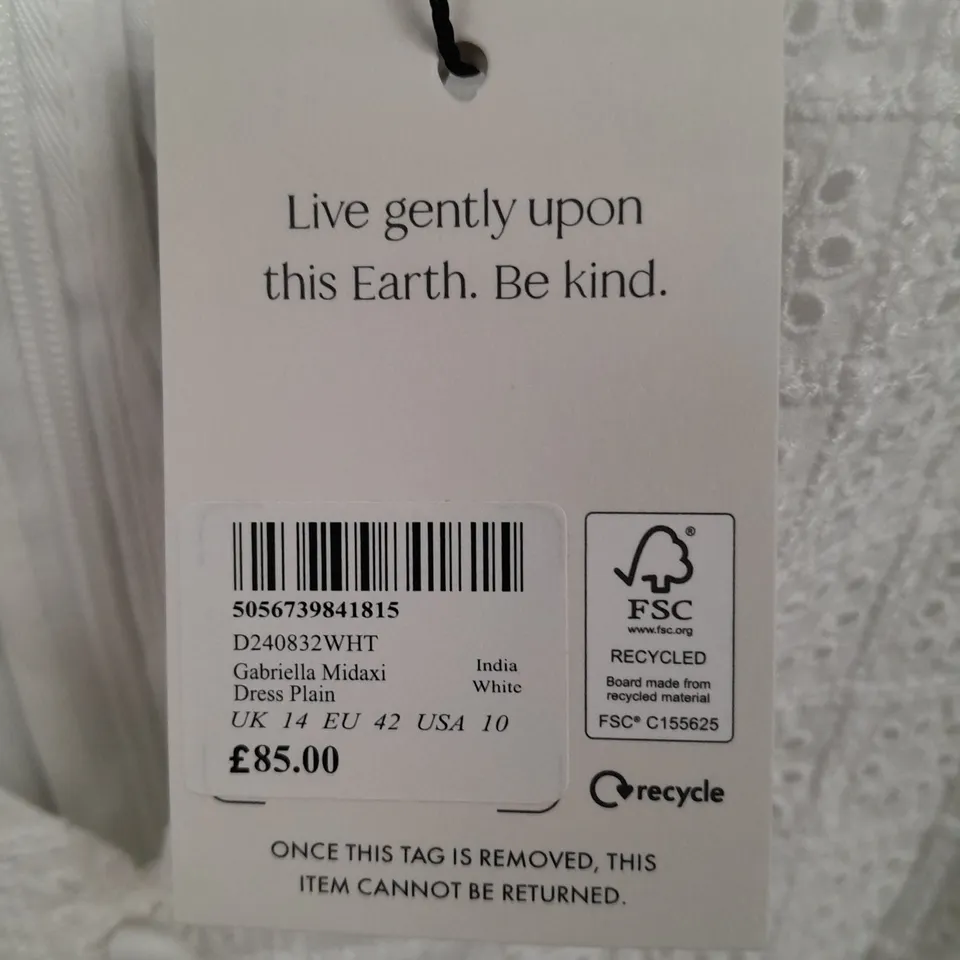 Live gently upon
this Earth. Be kind.
5056739841815
D240832WHT
Gabriella Midaxi
Dress Plain
India
White
UK 14 EU 42 USA 10
£85.00
®
FSC
www.fsc.org
RECYCLED
Board made from
recycled material
FSC® C155625
recycle
ONCE THIS TAG IS REMOVED, THIS
ITEM CANNOT BE RETURNED.